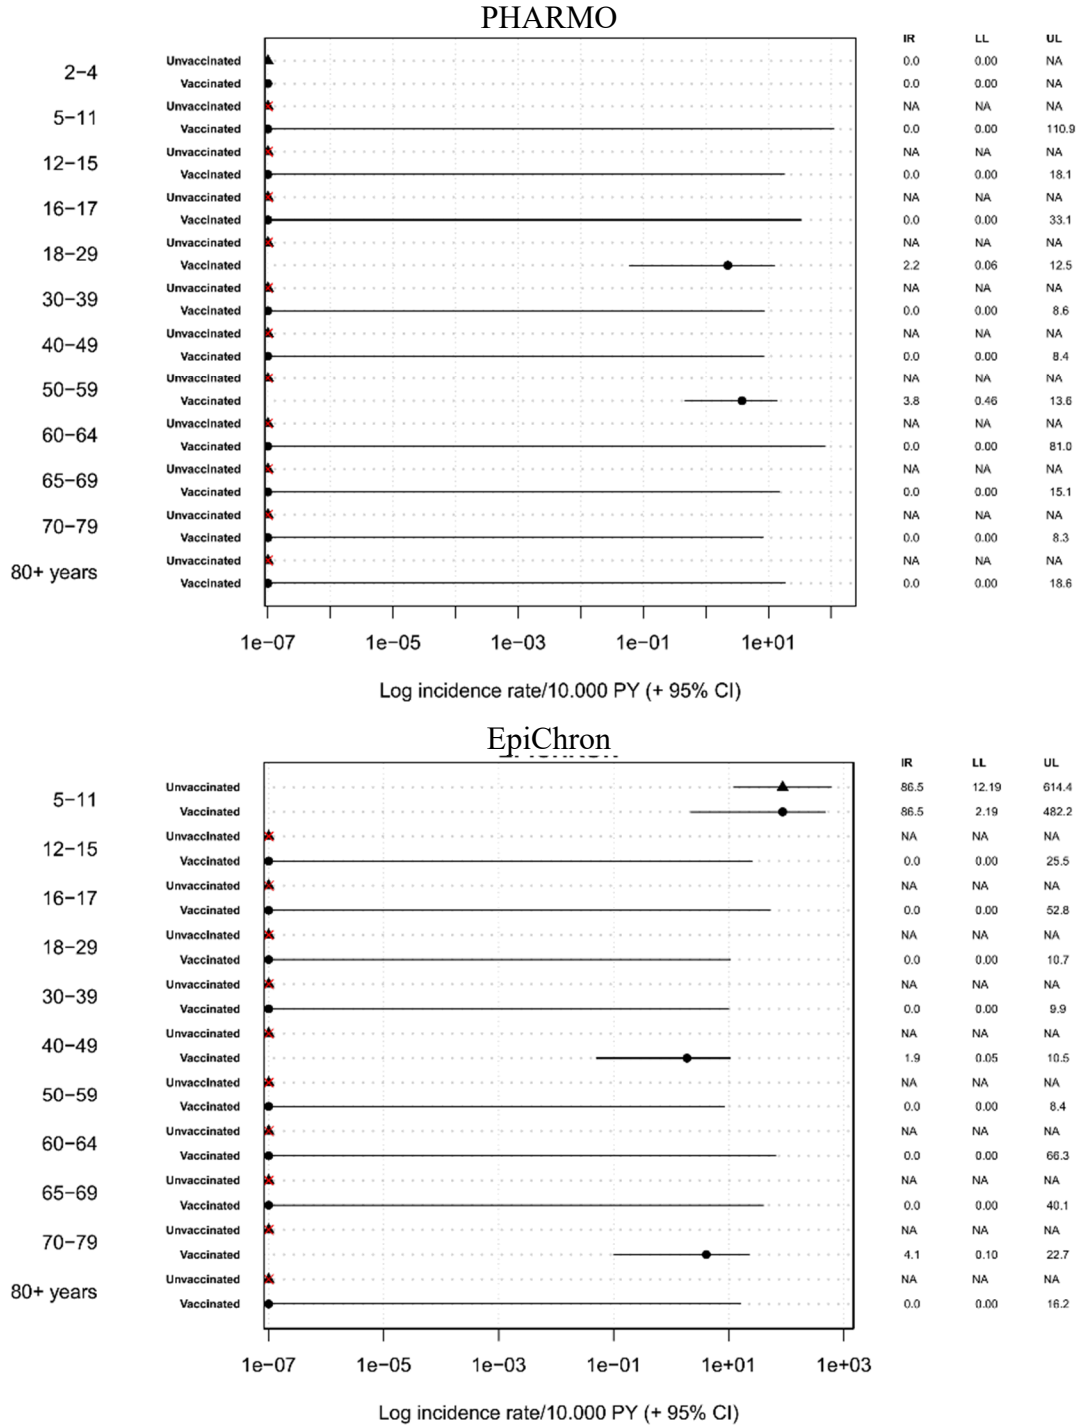 PHARMO
IR LL UL
2−4
Unvaccinated 0.0 0.00 NA
Vaccinated 0.0 0.00 NA
5−11
Unvaccinated NA NA NA
Vaccinated 0.0 0.00 110.9
12−15
Unvaccinated NA NA NA
Vaccinated 0.0 0.00 18.1
16−17
Unvaccinated NA NA NA
Vaccinated 0.0 0.00 33.1
18−29
Unvaccinated NA NA NA
Vaccinated 2.2 0.06 12.5
30−39
Unvaccinated NA NA NA
Vaccinated 0.0 0.00 8.6
40−49
Unvaccinated NA NA NA
Vaccinated 0.0 0.00 8.4
50−59
Unvaccinated NA NA NA
Vaccinated 3.8 0.46 13.6
60−64
Unvaccinated NA NA NA
Vaccinated 0.0 0.00 81.0
65−69
Unvaccinated NA NA NA
Vaccinated 0.0 0.00 15.1
70−79
Unvaccinated NA NA NA
Vaccinated 0.0 0.00 8.3
80+ years
Unvaccinated NA NA NA
Vaccinated 0.0 0.00 18.6
1e−07 1e−05 1e−03 1e−01 1e+01
Log incidence rate/10.000 PY (+ 95% CI)
EpiChron
IR LL UL
5−11
Unvaccinated 86.5 12.19 614.4
Vaccinated 86.5 2.19 482.2
12−15
Unvaccinated NA NA NA
Vaccinated 0.0 0.00 25.5
16−17
Unvaccinated NA NA NA
Vaccinated 0.0 0.00 52.8
18−29
Unvaccinated NA NA NA
Vaccinated 0.0 0.00 10.7
30−39
Unvaccinated NA NA NA
Vaccinated 0.0 0.00 9.9
40−49
Unvaccinated NA NA NA
Vaccinated 1.9 0.05 10.5
50−59
Unvaccinated NA NA NA
Vaccinated 0.0 0.00 8.4
60−64
Unvaccinated NA NA NA
Vaccinated 0.0 0.00 66.3
65−69
Unvaccinated NA NA NA
Vaccinated 0.0 0.00 40.1
70−79
Unvaccinated NA NA NA
Vaccinated 4.1 0.10 22.7
80+ years
Unvaccinated NA NA NA
Vaccinated 0.0 0.00 16.2
1e−07 1e−05 1e−03 1e−01 1e+01 1e+03
Log incidence rate/10.000 PY (+ 95% CI)